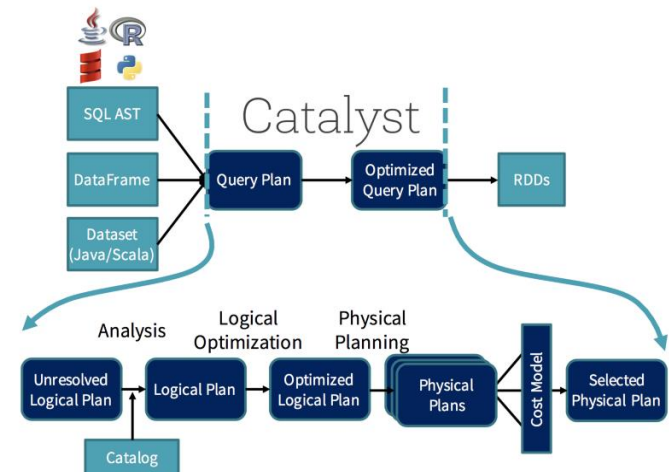 R
SQL AST
Catalyst
DataFrame
Query Plan
Optimized
Query Plan
RDDs
Dataset
(Java/Scala)
Analysis
Logical
Optimization
Physical
Planning
Unresolved
Logical Plan
Logical Plan
Optimized
Logical Plan
Physical
Plans
Cost Model
Selected
Physical Plan
Catalog